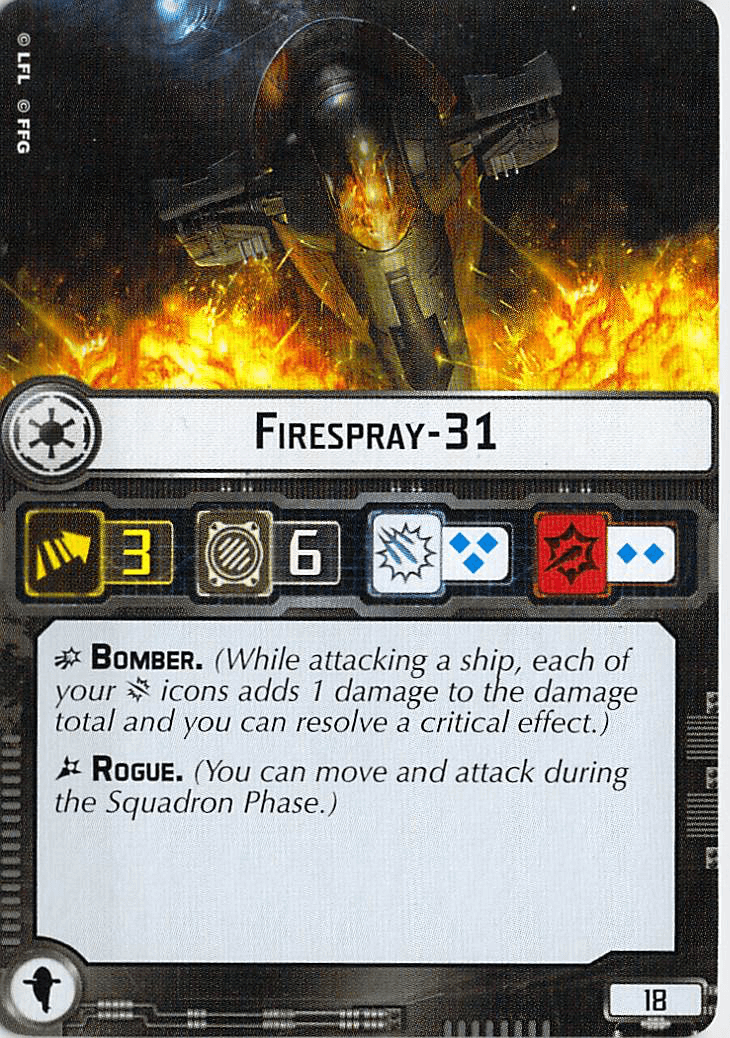 © LFL © FFG
FIRESPRAY-31
3 6
BOMBER. (While attacking a ship, each of
your icons adds 1 damage to the damage
total and you can resolve a critical effect.)
ROGUE. (You can move and attack during
the Squadron Phase.)
18